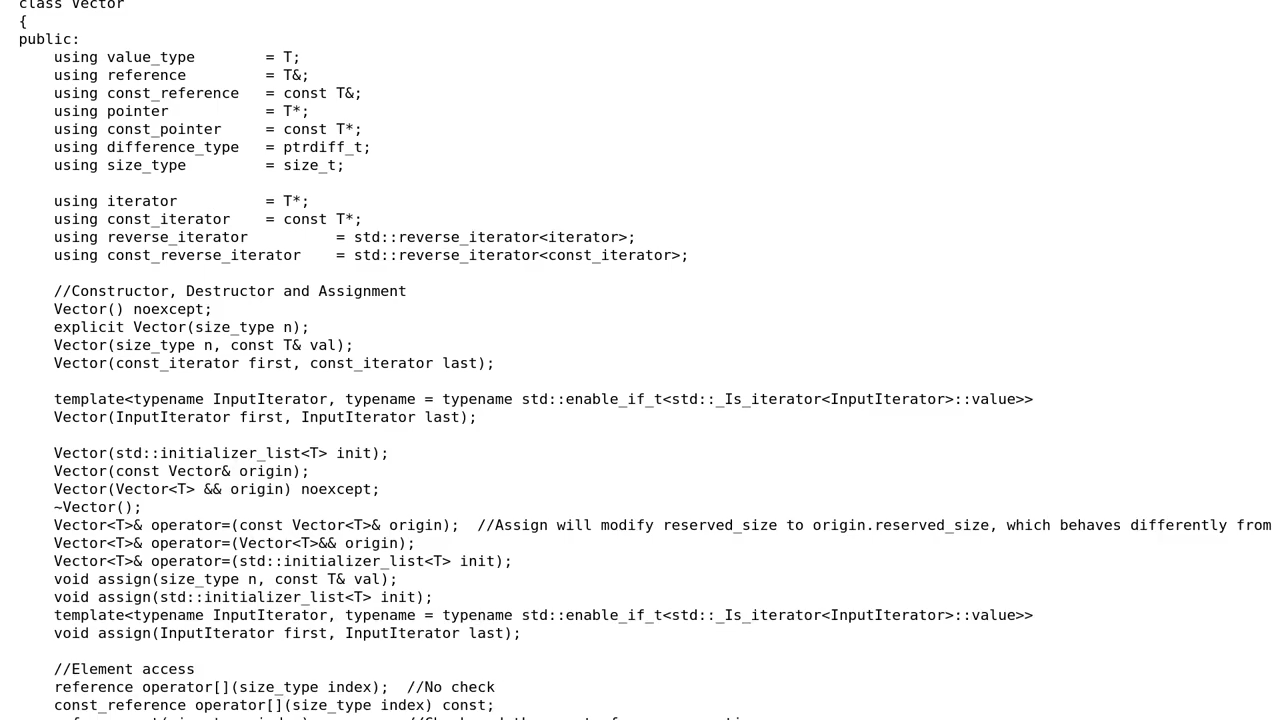 class Vector
{
public:
    using value_type        = T;
    using reference         = T&;
    using const_reference   = const T&;
    using pointer           = T*;
    using const_pointer     = const T*;
    using difference_type   = ptrdiff_t;
    using size_type         = size_t;

    using iterator          = T*;
    using const_iterator    = const T*;
    using reverse_iterator          = std::reverse_iterator<iterator>;
    using const_reverse_iterator    = std::reverse_iterator<const_iterator>;

    //Constructor, Destructor and Assignment
    Vector() noexcept;
    explicit Vector(size_type n);
    Vector(size_type n, const T& val);
    Vector(const_iterator first, const_iterator last);

    template<typename InputIterator, typename = typename std::enable_if_t<std::_Is_iterator<InputIterator>::value>>
    Vector(InputIterator first, InputIterator last);

    Vector(std::initializer_list<T> init);
    Vector(const Vector& origin);
    Vector(Vector<T> && origin) noexcept;
    ~Vector();
    Vector<T>& operator=(const Vector<T>& origin);  //Assign will modify reserved_size to origin.reserved_size, which behaves differently from
    Vector<T>& operator=(Vector<T>&& origin);
    Vector<T>& operator=(std::initializer_list<T> init);
    void assign(size_type n, const T& val);
    void assign(std::initializer_list<T> init);
    template<typename InputIterator, typename = typename std::enable_if_t<std::_Is_iterator<InputIterator>::value>>
    void assign(InputIterator first, InputIterator last);

    //Element access
    reference operator[](size_type index);  //No check
    const_reference operator[](size_type index) const;